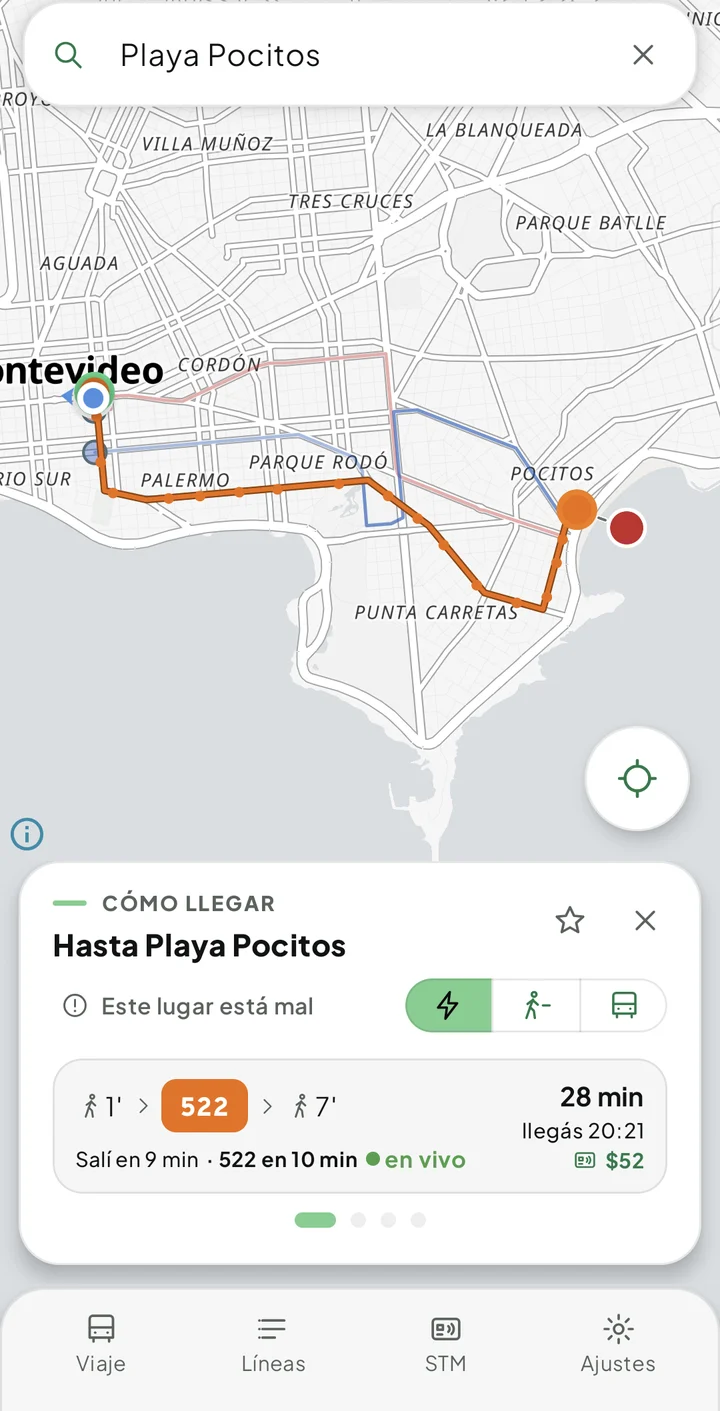 Playa Pocitos
VILLA MUÑOZ
LA BLANQUEADA
TRES CRUCES
PARQUE BATLLE
AGUADA
ontevideo
CORDÓN
PARQUE RODÓ
RIO SUR
PALERMO
POCITOS
PUNTA CARRETAS
CÓMO LLEGAR
Hasta Playa Pocitos
Este lugar está mal
1' > 522 > 7'
28 min
llegás 20:21
Salí en 9 min · 522 en 10 min en vivo
$52
Viaje
Líneas
STM
Ajustes